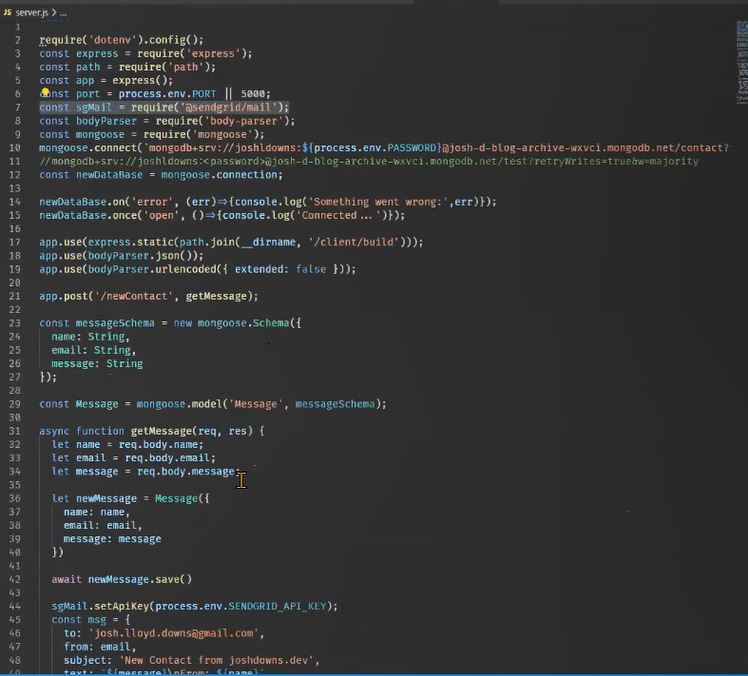 server.js > ...
1
2 require('dotenv').config();
3 const express = require('express');
4 const path = require('path');
5 const app = express();
6 const port = process.env.PORT || 5000;
7 const sgMail = require('@sendgrid/mail');
8 const bodyParser = require('body-parser');
9 const mongoose = require('mongoose');
10 mongoose.connect(`mongodb+srv://joshldowns:${process.env.PASSWORD}@josh-d-blog-archive-wxvci.mongodb.net/contact?
11 //mongodb+srv://joshldowns:<password>@josh-d-blog-archive-wxvci.mongodb.net/test?retryWrites=true&w=majority
12 const newDataBase = mongoose.connection;
13
14 newDataBase.on('error', (err)⇒{console.log('Something went wrong:',err)});
15 newDataBase.once('open', ()⇒{console.log('Connected...')});
16
17 app.use(express.static(path.join(__dirname, '/client/build')));
18 app.use(bodyParser.json());
19 app.use(bodyParser.urlencoded({ extended: false }));
20
21 app.post('/newContact', getMessage);
22
23 const messageSchema = new mongoose.Schema({
24 name: String,
25 email: String,
26 message: String
27 });
28
29 const Message = mongoose.model('Message', messageSchema);
30
31 async function getMessage(req, res) {
32 let name = req.body.name;
33 let email = req.body.email;
34 let message = req.body.message;
35
36 let newMessage = Message({
37 name: name,
38 email: email,
39 message: message
40 })
41
42 await newMessage.save()
43
44 sgMail.setApiKey(process.env.SENDGRID_API_KEY);
45 const msg = {
46 to: 'josh.lloyd.downs@gmail.com',
47 from: email,
48 subject: 'New Contact from joshdowns.dev',
49 text: `${message}\nFrom: ${name}`